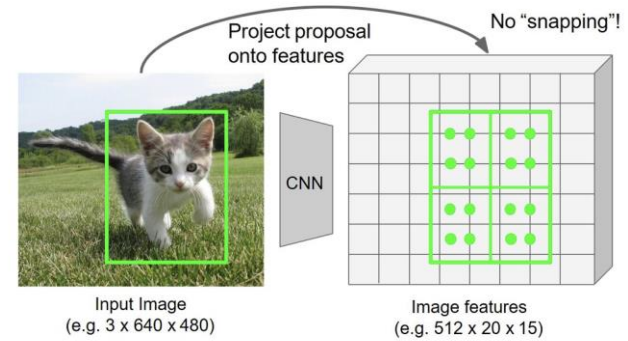 Project proposal
onto features
No “snapping”!
CNN
Input Image
(e.g. 3 x 640 x 480)
Image features
(e.g. 512 x 20 x 15)